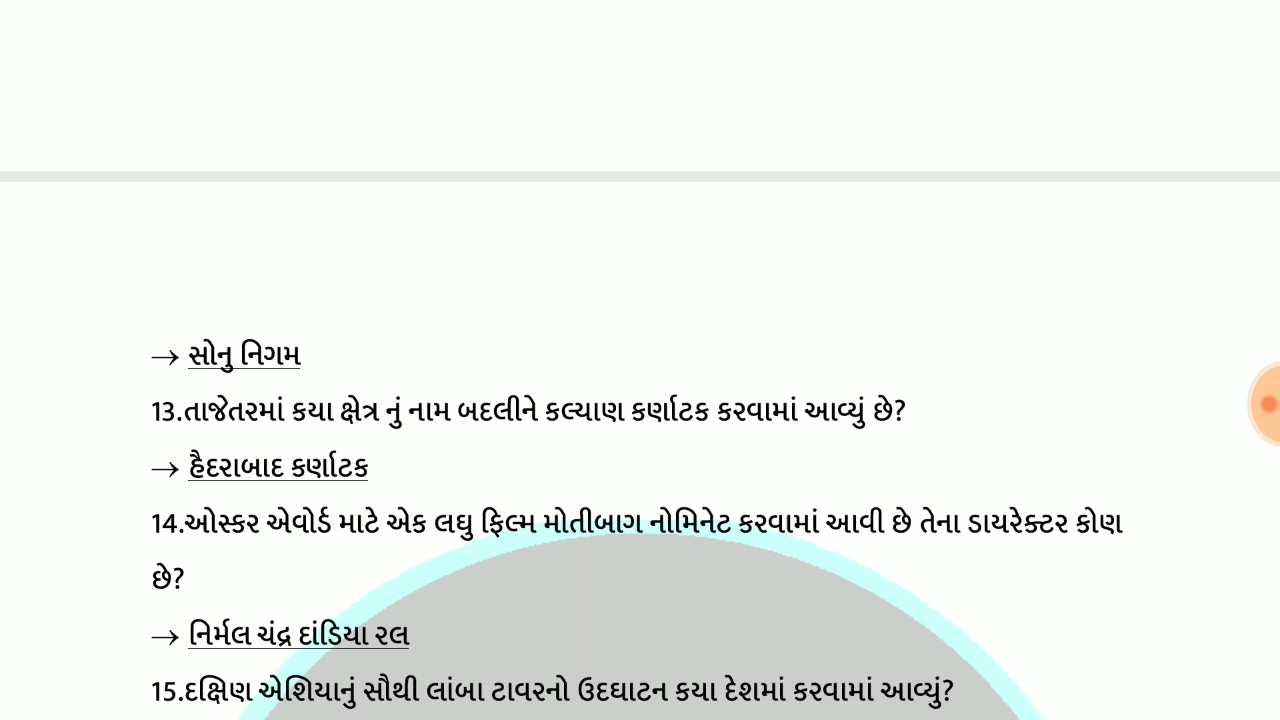 → સોનુ નિગમ
13.તાજેતરમાં કયા ક્ષેત્ર નું નામ બદલીને કલ્યાણ કર્ણાટક કરવામાં આવ્યું છે?
→ હૈદરાબાદ કર્ણાટક
14.ઓસ્કર એવોર્ડ માટે એક લઘુ ફિલ્મ મોતીબાગ નોમિનેટ કરવામાં આવી છે તેના ડાયરેક્ટર કોણ
છે?
→ નિર્મલ ચંદ્ર દાંડિયા રલ
15.દક્ષિણ એશિયાનું સૌથી લાંબા ટાવરનો ઉદઘાટન કયા દેશમાં કરવામાં આવ્યું?